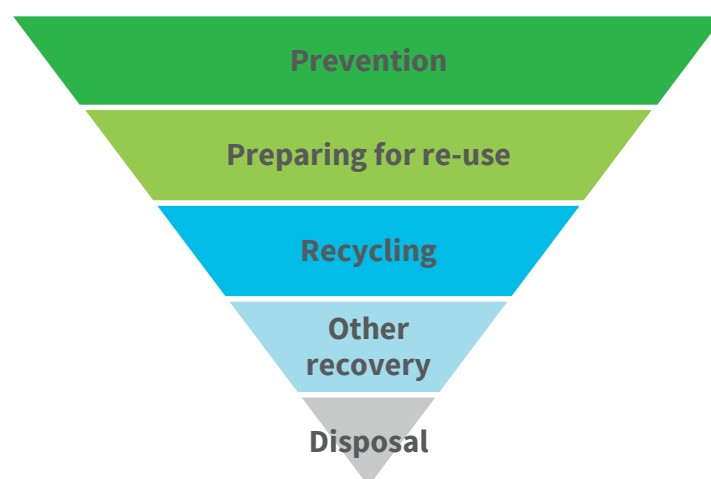 Prevention
Preparing for re-use
Recycling
Other
recovery
Disposal